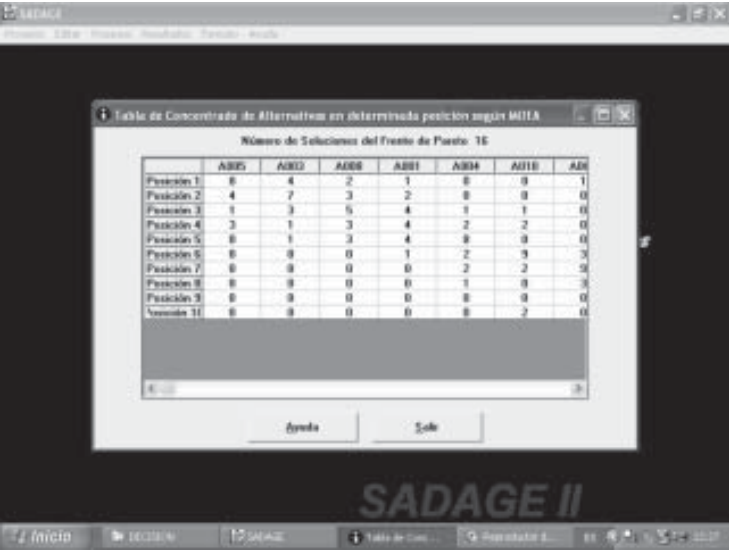 SADAGE
Tabla de Concentrado de Alternativas en determinada posición según MOEA
Número de Soluciones del Frente de Pareto 16
A005 A003 A008 A001 A004 A010
Posición 1 8 4 2 1 0 0 1
Posición 2 4 7 3 2 0 0 0
Posición 3 1 3 5 4 1 1 0
Posición 4 3 1 3 4 2 2 0
Posición 5 0 1 3 4 8 0 0
Posición 6 0 0 0 1 2 9 3
Posición 7 0 0 0 0 2 2 9
Posición 8 0 0 0 0 1 0 3
Posición 9 0 0 0 0 0 0 0
Posición 10 0 0 0 0 0 2 0
Ayuda Salir
SADAGE II
Inicio DECISION SADAGE Tabla de Conc...